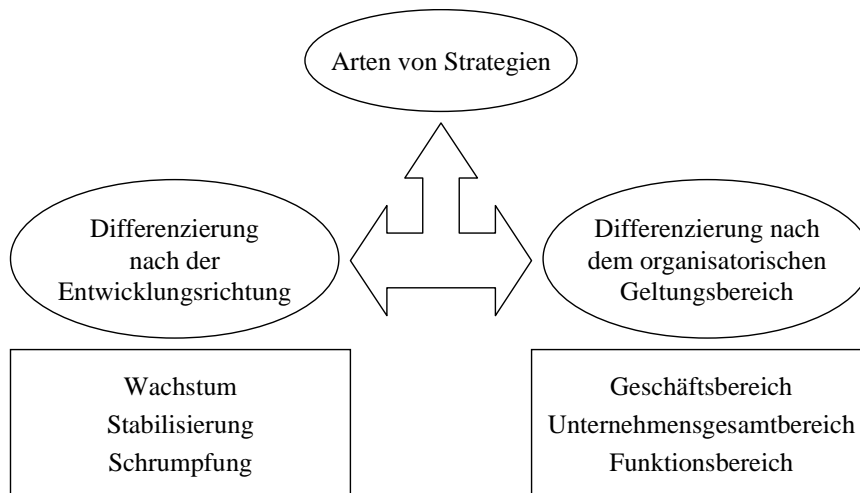 Arten von Strategien
Differenzierung
nach der
Entwicklungsrichtung
Differenzierung nach
dem organisatorischen
Geltungsbereich
Wachstum
Stabilisierung
Schrumpfung
Geschäftsbereich
Unternehmensgesamtbereich
Funktionsbereich